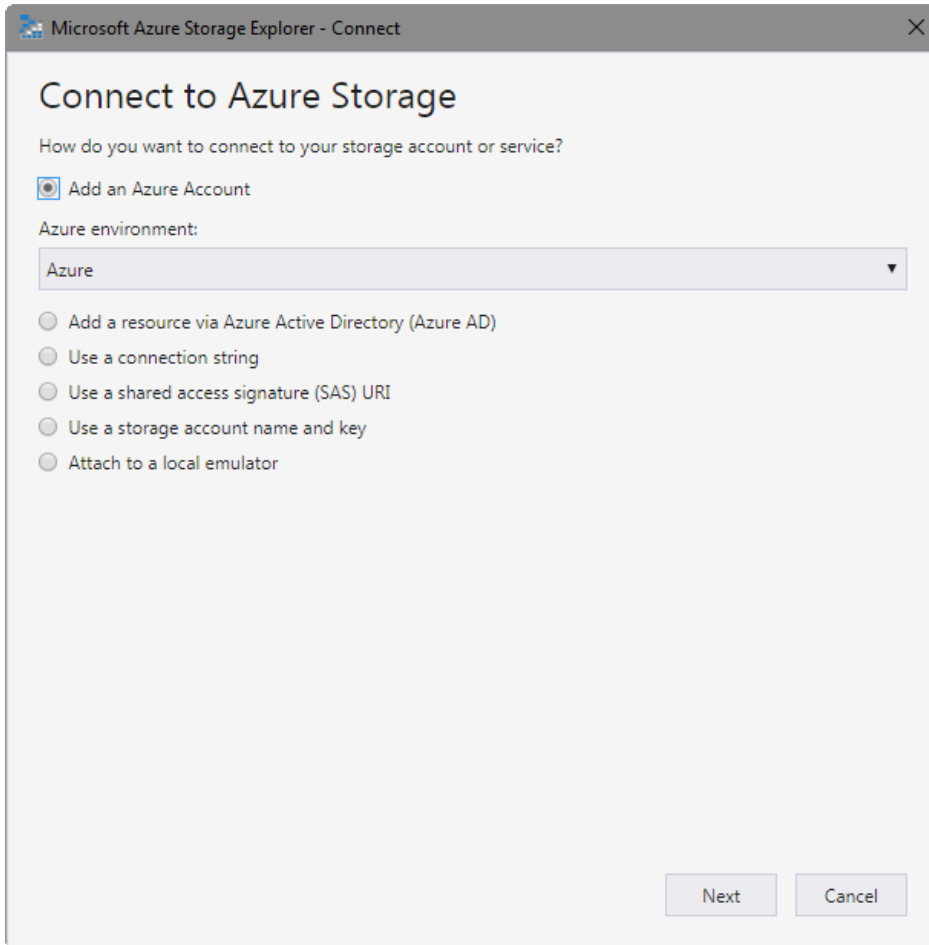 Microsoft Azure Storage Explorer - Connect
Connect to Azure Storage
How do you want to connect to your storage account or service?
Add an Azure Account
Azure environment:
Azure
Add a resource via Azure Active Directory (Azure AD)
Use a connection string
Use a shared access signature (SAS) URI
Use a storage account name and key
Attach to a local emulator
Next Cancel